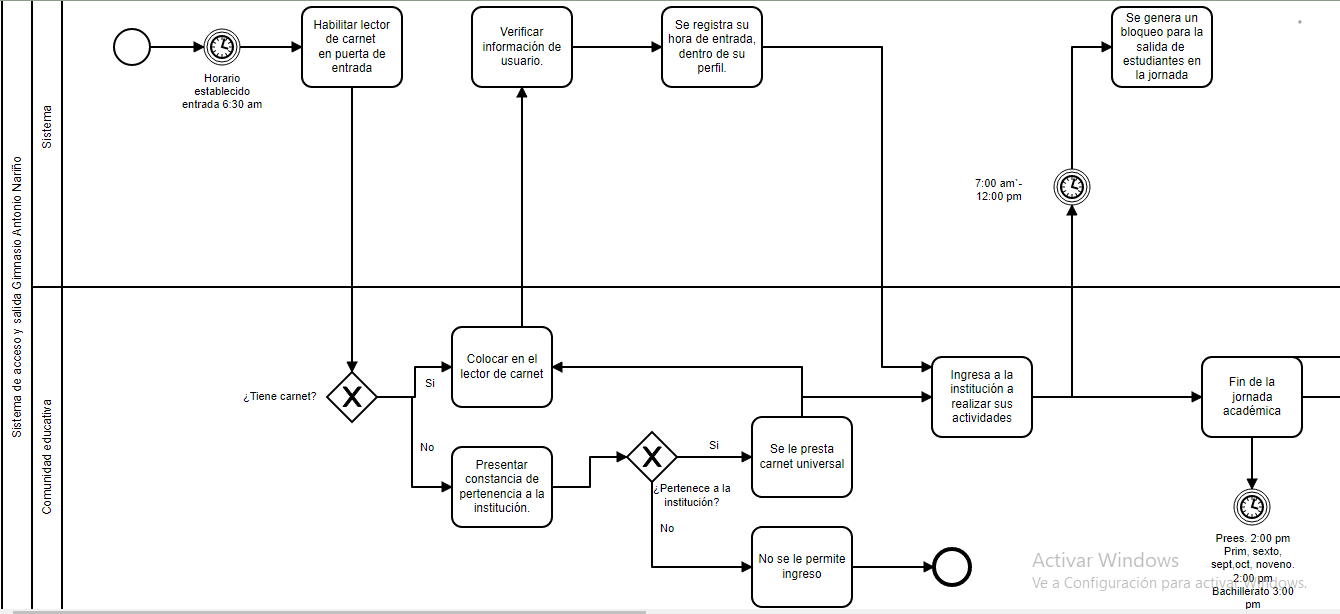 Sistema de acceso y salida Gimnasio Antonio Nariño
Sistema
Horario
establecido
entrada 6:30 am
Habilitar lector
de carnet
en puerta de
entrada
Verificar
información de
usuario.
Se registra su
hora de entrada,
dentro de su
perfil.
7:00 am`-
12:00 pm
Se genera un
bloqueo para la
salida de
estudiantes en
la jornada
Comunidad educativa
¿Tiene carnet?
Si
No
Colocar en el
lector de carnet
Presentar
constancia de
pertenencia a la
institución.
¿Pertenece a la
institución?
Si
No
Se le presta
carnet universal
No se le permite
ingreso
Ingresa a la
institución a
realizar sus
actividades
Fin de la
jornada
académica
Prees. 2:00 pm
Prim, sexto,
sept,oct, noveno.
2:00 pm
Bachillerato 3:00
pm
Activar Windows
Ve a Configuración para activar Windows.